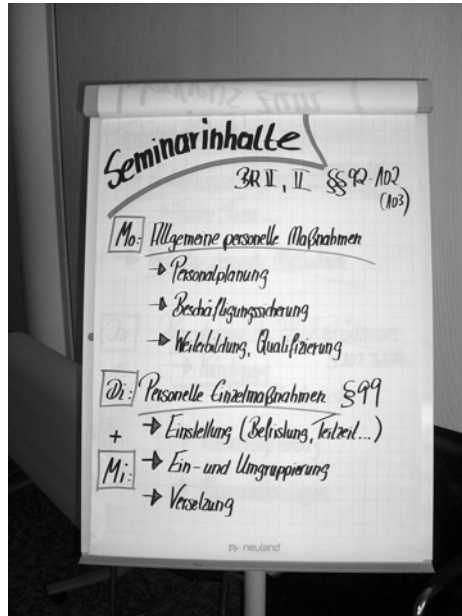 Seminarinhalte
BR II, II §§ 92-102
(103)
Mo: Allgemeine personelle Maßnahmen
→ Personalplanung
→ Beschäftigungssicherung
→ Weiterbildung, Qualifizierung
Di: Personelle Einzelmaßnahmen §99
+ → Einstellung (Befristung, Teilzeit...)
Mi: → Ein- und Umgruppierung
→ Versetzung
neuland